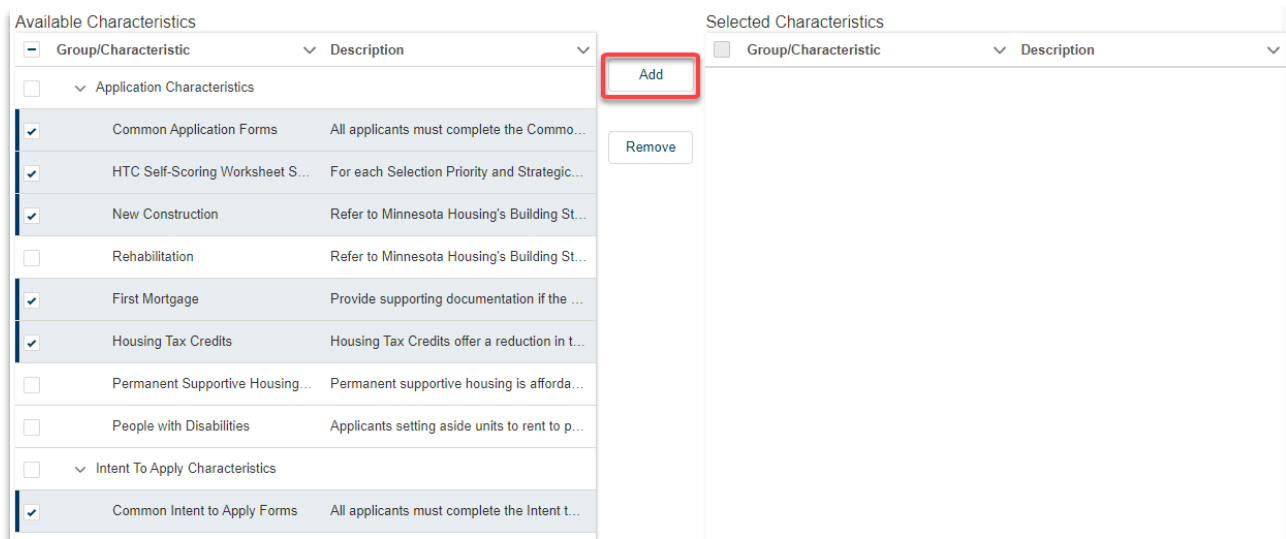 Available Characteristics
Selected Characteristics
Group/Characteristic Description
Group/Characteristic Description
Add
Remove
Application Characteristics
Common Application Forms All applicants must complete the Commo...
HTC Self-Scoring Worksheet S... For each Selection Priority and Strategic...
New Construction Refer to Minnesota Housing's Building St...
Rehabilitation Refer to Minnesota Housing's Building St...
First Mortgage Provide supporting documentation if the ...
Housing Tax Credits Housing Tax Credits offer a reduction in t...
Permanent Supportive Housing... Permanent supportive housing is afforda...
People with Disabilities Applicants setting aside units to rent to p...
Intent To Apply Characteristics
Common Intent to Apply Forms All applicants must complete the Intent t...